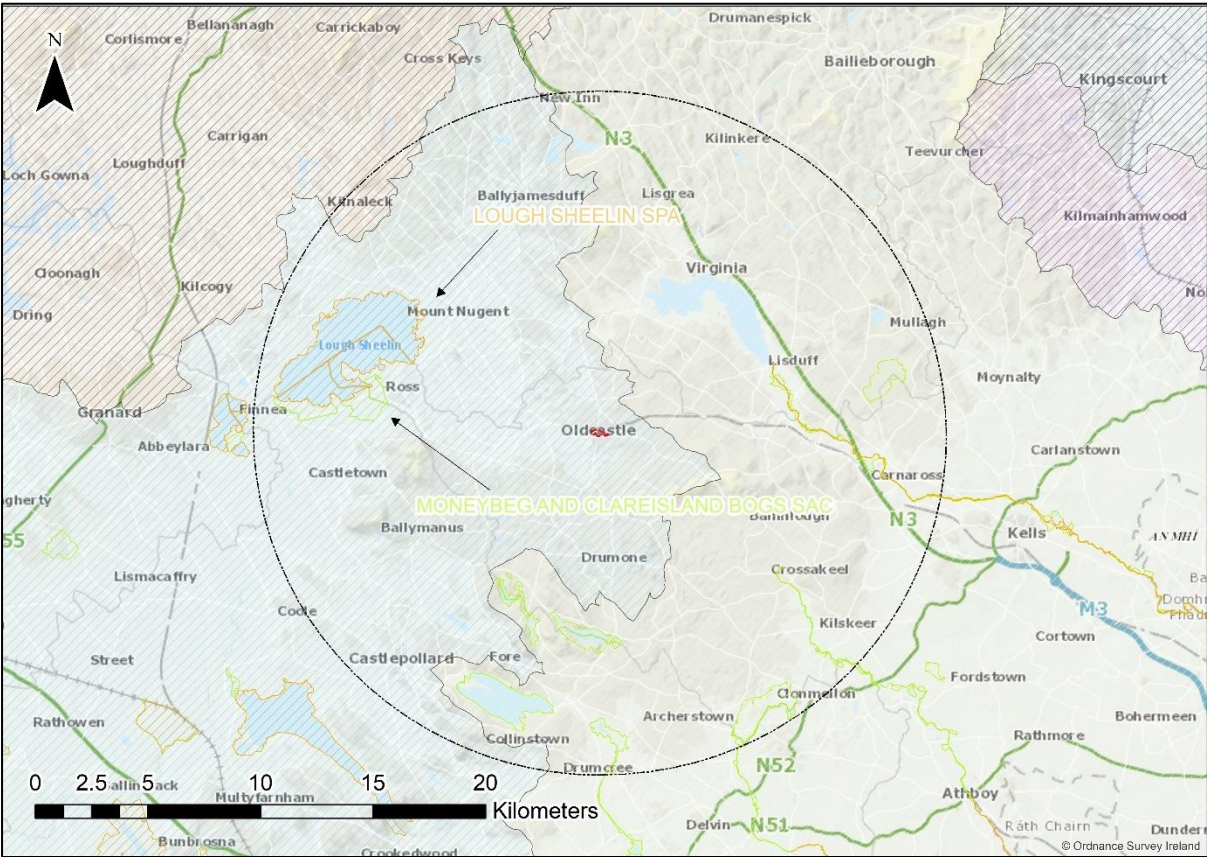 Drumanespick
Bellananagh
Carrickaboy
Corlismore
N
Cross Keys
Bailieborough
Kingscourt
New Inn
N3
Carrigan
Kilinkere
Teevurcher
Loughduff
Loch Gowna
Kilnaleck
Ballyjamesduff
Lisgrea
Kilmainhamwood
LOUGH SHEELIN SPA
Cloonagh
Virginia
Kilcogy
Dring
Mount Nugent
Mullagh
Lough Sheelin
Lisduff
Moynalty
Ross
Granard
Finnea
Oldcastle
Abbeylara
Carlanstown
Castletown
Carnaross
MONEYBEG AND CLAREISLAND BOGS SAC
Ballymanus
N3
Kells
AN MHÍ
55
Drumone
Crossakeel
Lismacaffry
M3
Coole
Kilskeer
Cortown
Street
Castlepollard
Fore
Fordstown
Clonmellon
Rathowen
Archerstown
Bohermeen
Collinstown
Rathmore
N52
Drumcree
0 2.5 5 10 15 20
Kilometers
Multyfarnham
Athboy
Delvin
N51
Ráth Chairn
Bunbrosna
Crookedwood
© Ordnance Survey Ireland